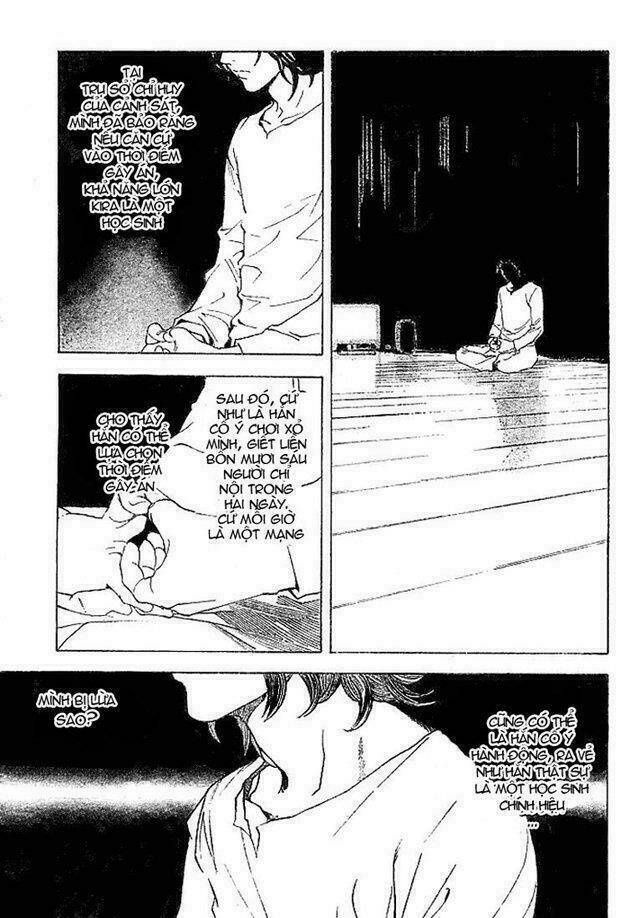 TẠI
TRỤ SỞ CHỈ HUY
CỦA CẢNH SÁT,
MÌNH ĐÃ BẢO RẰNG
NẾU CĂN CỨ
VÀO THỜI ĐIỂM
GÂY ÁN,
KHẢ NĂNG LỚN
KIRA LÀ MỘT
HỌC SINH
SAU ĐÓ, CỨ
NHƯ LÀ HẮN
CỐ Ý CHƠI XỎ
MÌNH, GIẾT LIỀN
BỐN MƯƠI SÁU
NGƯỜI CHỈ
NỘI TRONG
HAI NGÀY.
CỨ MỖI GIỜ
LÀ MỘT MẠNG
CHO THẤY
HẮN CÓ THỂ
LỰA CHỌN
THỜI ĐIỂM
GÂY ÁN
CŨNG CÓ THỂ
LÀ HẮN CỐ Ý
HÀNH ĐỘNG, RA VẺ
NHƯ HẮN THẬT SỰ
LÀ MỘT HỌC SINH
CHÍNH HIỆU
...
MÌNH BỊ LỪA
SAO?